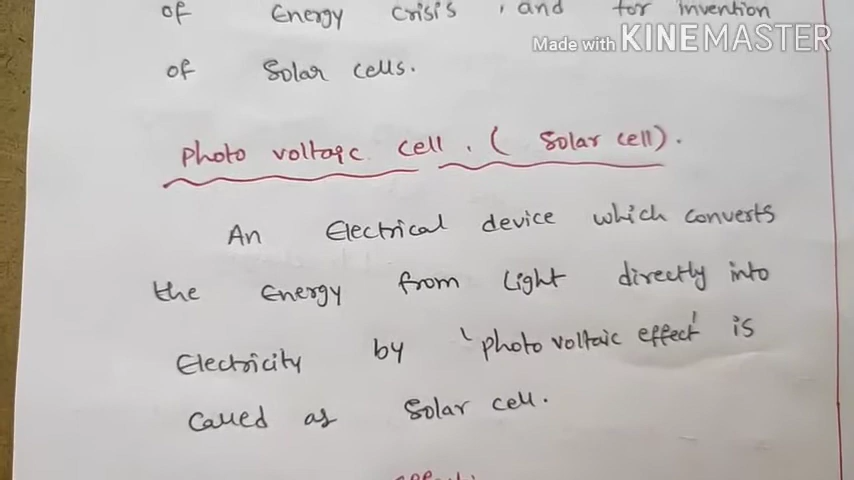 of Energy crisis , and for invention
Made with KINEMASTER
of Solar cells.
photo voltaic cell . ( Solar cell).
An Electrical device which converts
the Energy from Light directly into
Electricity by 'photo voltaic effect' is
Called as Solar cell.